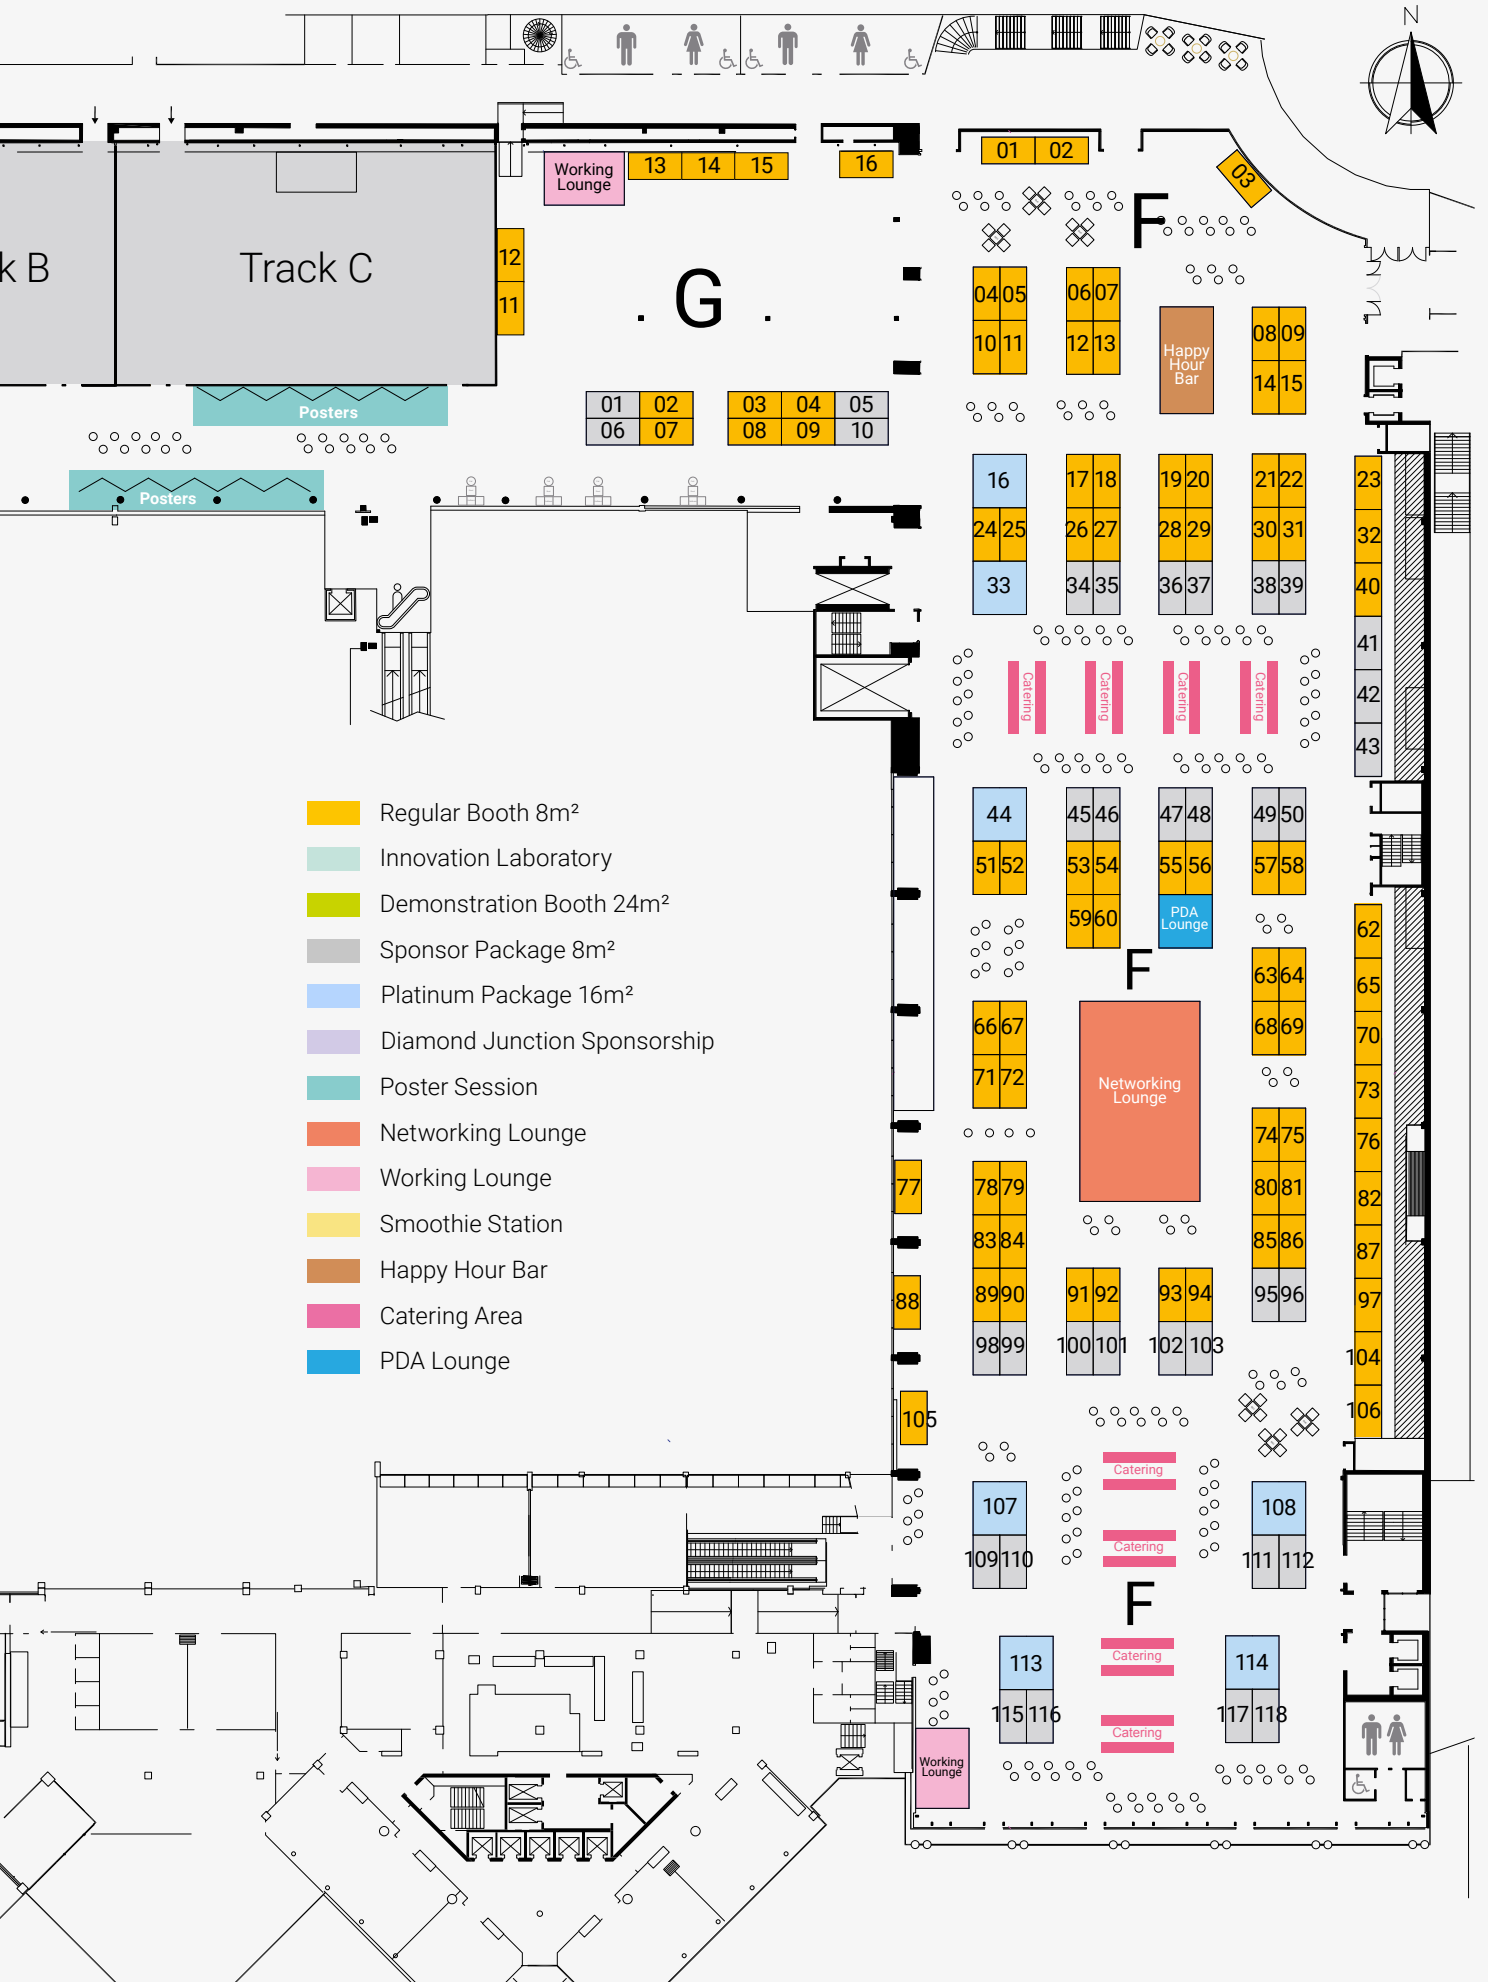 N
01 02
03
Working
Lounge
13 14 15
16
F
k B
Track C
12
11
G
04 05
06 07
08 09
10 11
12 13
Happy
Hour
Bar
14 15
Posters
01 02
03 04 05
06 07
08 09 10
Posters
16
17 18
19 20
21 22
23
24 25
26 27
28 29
30 31
32
33
34 35
36 37
38 39
40
41
42
43
Catering
Catering
Catering
Catering
44
45 46
47 48
49 50
51 52
53 54
55 56
57 58
59 60
PDA
Lounge
62
F
63 64
65
66 67
68 69
70
71 72
73
Networking
Lounge
74 75
76
77
78 79
80 81
82
83 84
85 86
87
88
89 90
91 92
93 94
95 96
97
98 99
100 101
102 103
104
105
106
Regular Booth 8m²
Innovation Laboratory
Demonstration Booth 24m²
Sponsor Package 8m²
Platinum Package 16m²
Diamond Junction Sponsorship
Poster Session
Networking Lounge
Working Lounge
Smoothie Station
Happy Hour Bar
Catering Area
PDA Lounge
Catering
107
108
Catering
109 110
111 112
F
113
Catering
114
115 116
117 118
Catering
Working
Lounge